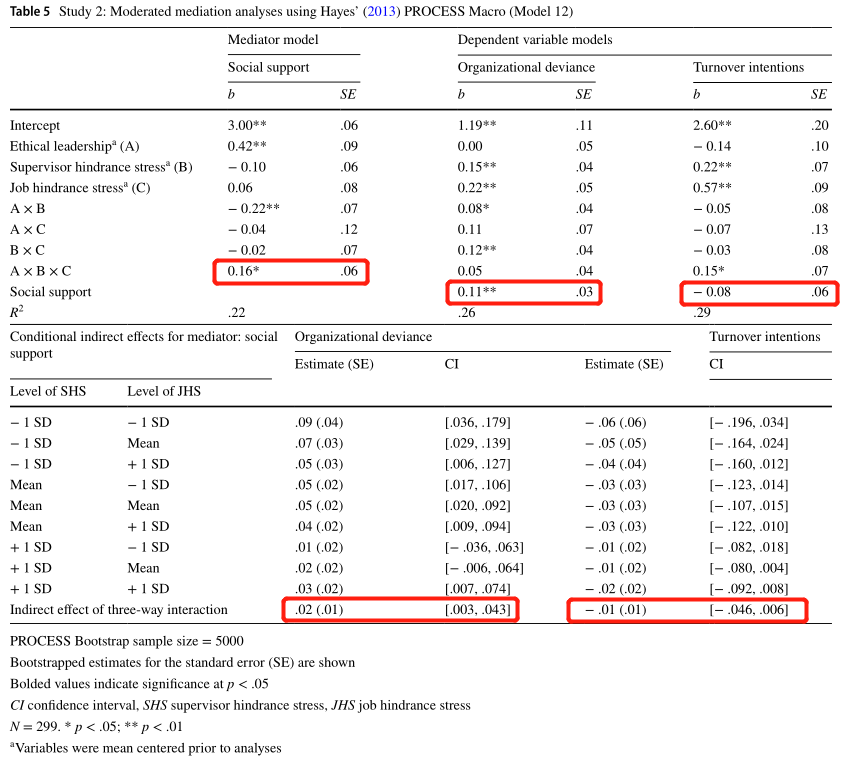 Table 5 Study 2: Moderated mediation analyses using Hayes' (2013) PROCESS Macro (Model 12)
Mediator model Dependent variable models
Social support Organizational deviance Turnover intentions
b SE b SE b SE
Intercept 3.00** .06 1.19** .11 2.60** .20
Ethical leadershipᵃ (A) 0.42** .09 0.00 .05 − 0.14 .10
Supervisor hindrance stressᵃ (B) − 0.10 .06 0.15** .04 0.22** .07
Job hindrance stressᵃ (C) 0.06 .08 0.22** .05 0.57** .09
A × B − 0.22** .07 0.08* .04 − 0.05 .08
A × C − 0.04 .12 0.11 .07 − 0.07 .13
B × C − 0.02 .07 0.12** .04 − 0.03 .08
A × B × C 0.16* .06 0.05 .04 0.15* .07
Social support 0.11** .03 − 0.08 .06
R² .22 .26 .29
Conditional indirect effects for mediator: social Organizational deviance Turnover intentions
support
Estimate (SE) CI Estimate (SE) CI
Level of SHS Level of JHS
− 1 SD − 1 SD .09 (.04) [.036, .179] − .06 (.06) [− .196, .034]
− 1 SD Mean .07 (.03) [.029, .139] − .05 (.05) [− .164, .024]
− 1 SD + 1 SD .05 (.03) [.006, .127] − .04 (.04) [− .160, .012]
Mean − 1 SD .05 (.02) [.017, .106] − .03 (.03) [− .123, .014]
Mean Mean .05 (.02) [.020, .092] − .03 (.03) [− .107, .015]
Mean + 1 SD .04 (.02) [.009, .094] − .03 (.03) [− .122, .010]
+ 1 SD − 1 SD .01 (.02) [− .036, .063] − .01 (.02) [− .082, .018]
+ 1 SD Mean .02 (.02) [− .006, .064] − .01 (.02) [− .080, .004]
+ 1 SD + 1 SD .03 (.02) [.007, .074] − .02 (.02) [− .092, .008]
Indirect effect of three-way interaction .02 (.01) [.003, .043] − .01 (.01) [− .046, .006]
PROCESS Bootstrap sample size = 5000
Bootstrapped estimates for the standard error (SE) are shown
Bolded values indicate significance at p < .05
CI confidence interval, SHS supervisor hindrance stress, JHS job hindrance stress
N = 299. * p < .05; ** p < .01
ᵃVariables were mean centered prior to analyses